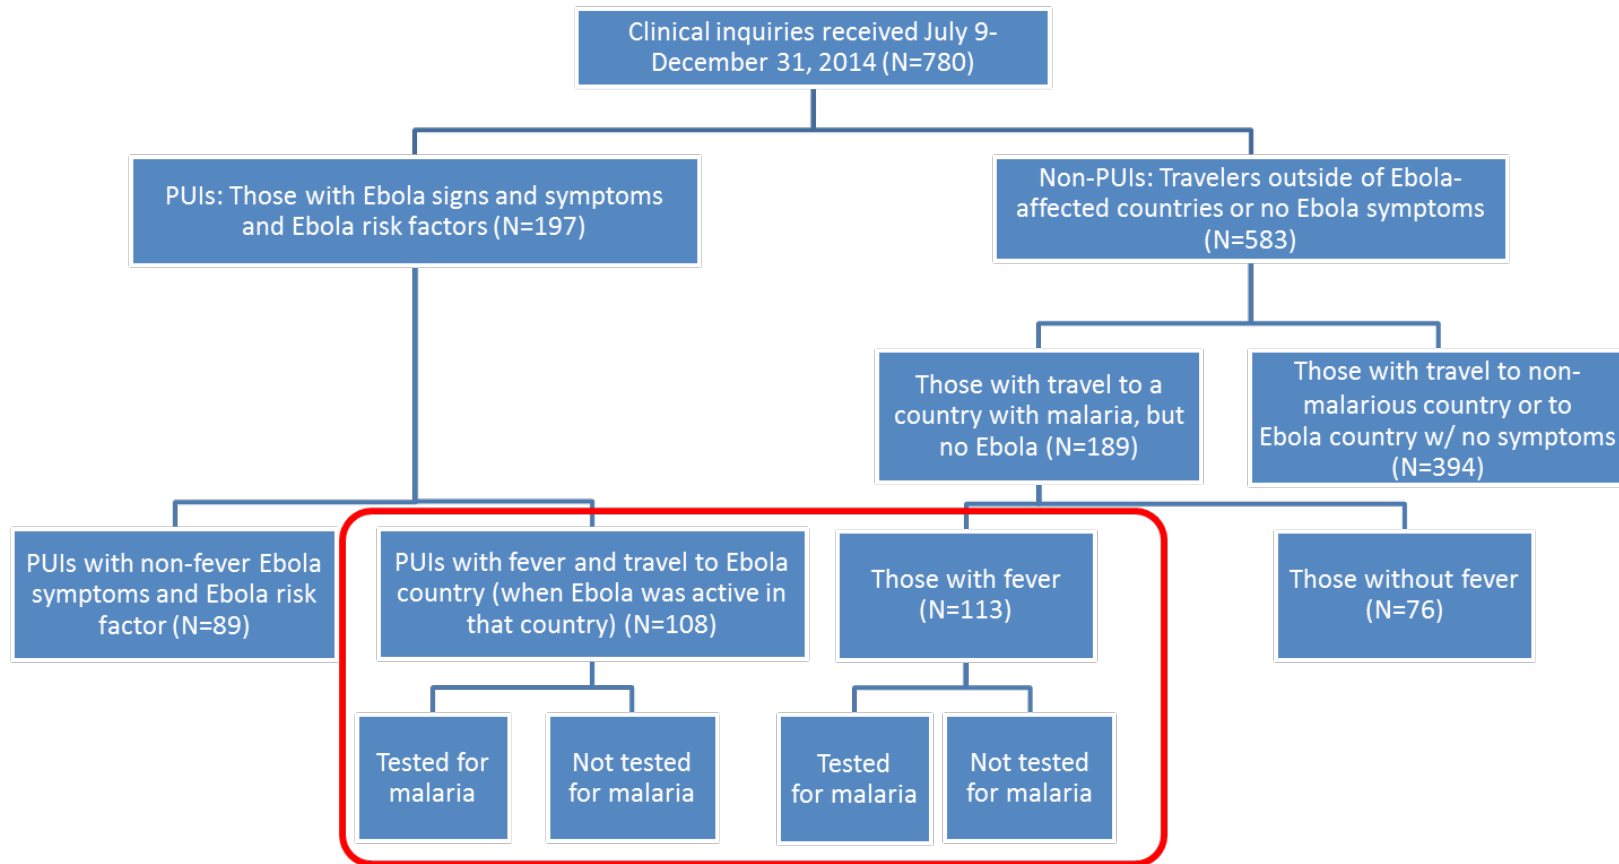 Clinical inquiries received July 9-
December 31, 2014 (N=780)
PUIs: Those with Ebola signs and symptoms
and Ebola risk factors (N=197)
Non-PUIs: Travelers outside of Ebola-
affected countries or no Ebola symptoms
(N=583)
Those with travel to a
country with malaria, but
no Ebola (N=189)
Those with travel to non-
malarious country or to
Ebola country w/ no symptoms
(N=394)
PUIs with non-fever Ebola
symptoms and Ebola risk
factor (N=89)
PUIs with fever and travel to Ebola
country (when Ebola was active in
that country) (N=108)
Those with fever
(N=113)
Those without fever
(N=76)
Tested for
malaria
Not tested
for malaria
Tested
for malaria
Not tested
for malaria